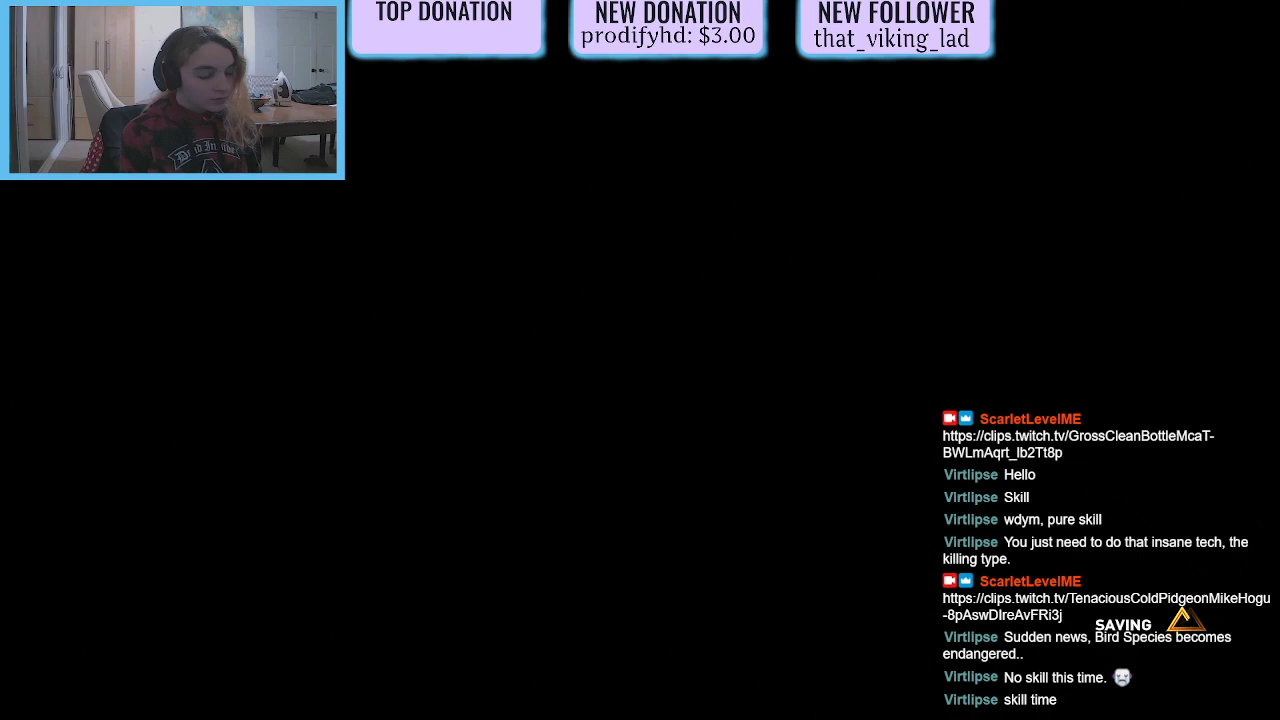 TOP DONATION
NEW DONATION
prodifyhd: $3.00
NEW FOLLOWER
that_viking_lad
ScarletLevelME
https://clips.twitch.tv/GrossCleanBottleMcaT-
BWLmAqrt_Ib2Tt8p
Virtlipse Hello
Virtlipse Skill
Virtlipse wdym, pure skill
Virtlipse You just need to do that insane tech, the
killing type.
ScarletLevelME
https://clips.twitch.tv/TenaciousColdPidgeonMikeHogu
-8pAswDIreAvFRi3j
SAVING
Virtlipse Sudden news, Bird Species becomes
endangered..
Virtlipse No skill this time.
Virtlipse skill time